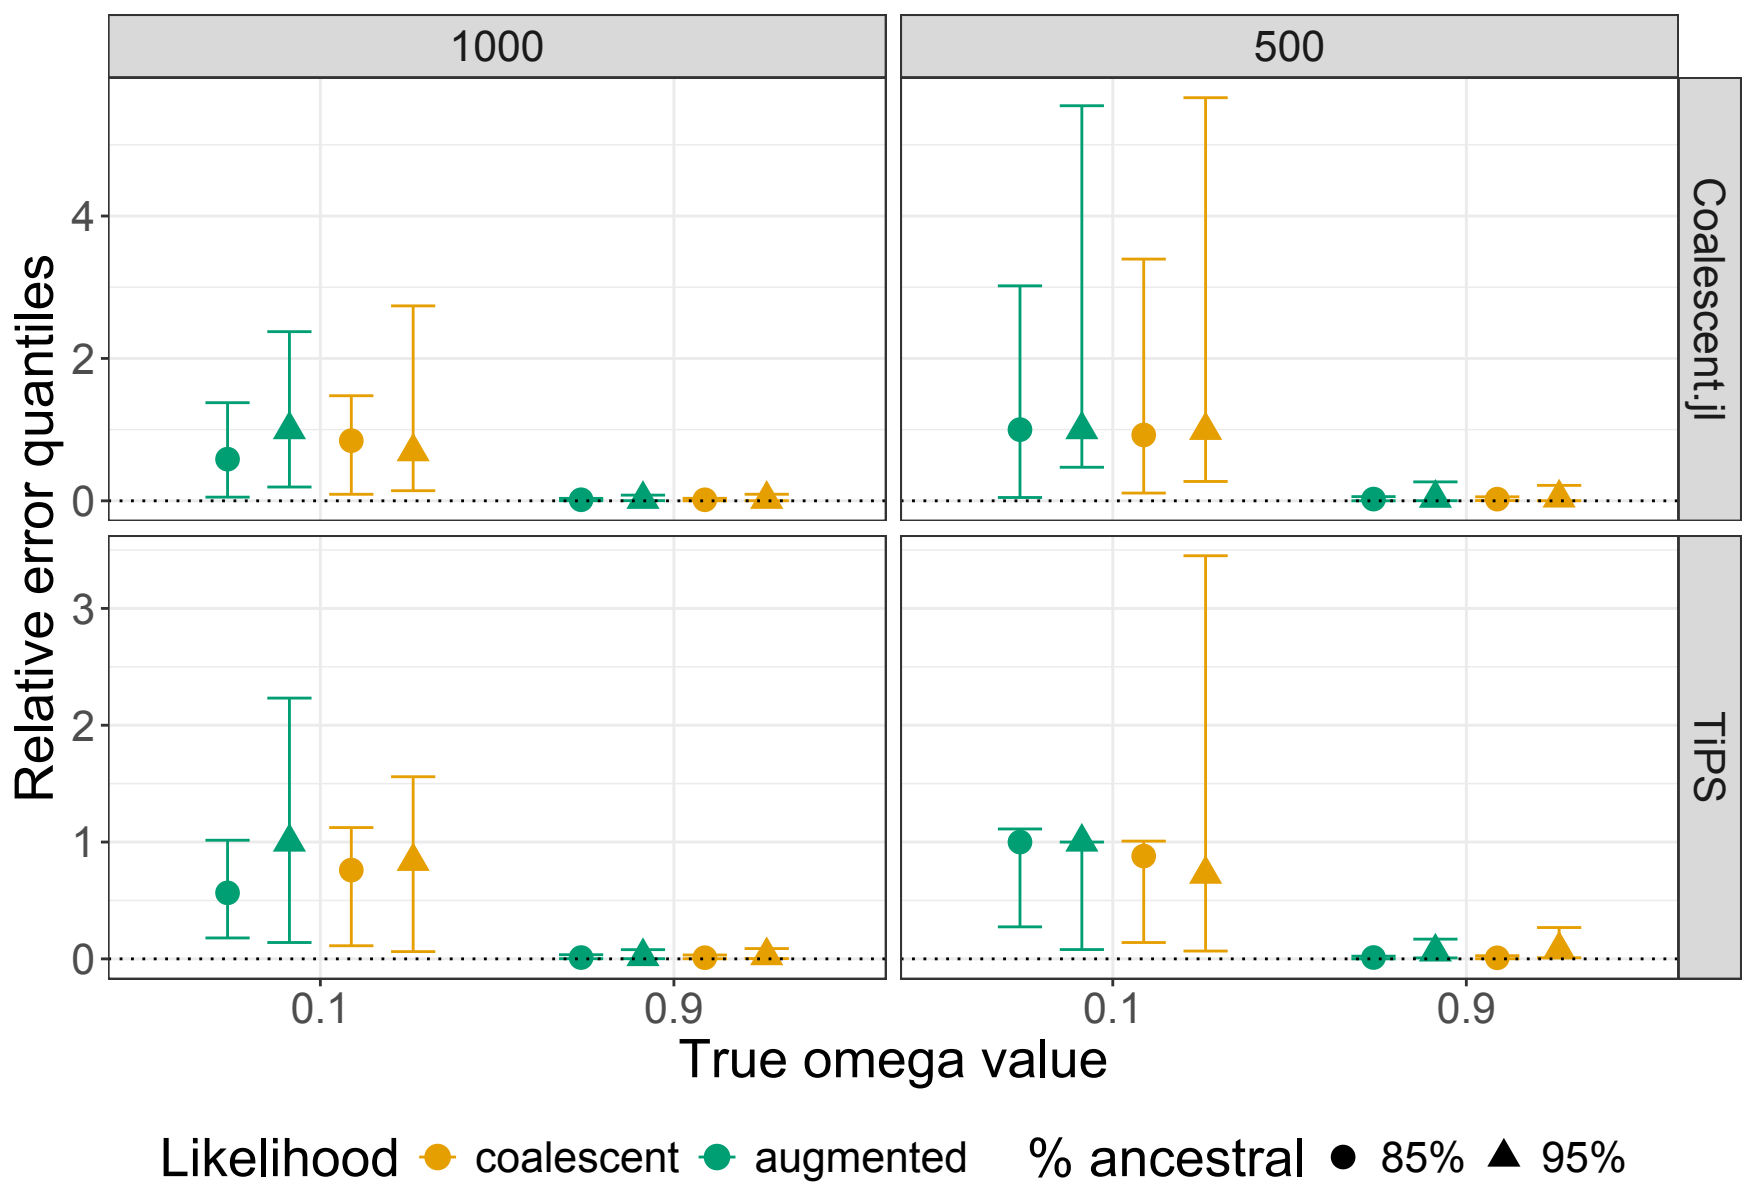 1000
500
Relative error quantiles
4
2
0
Coalescent.jl
3
2
1
0
TiPS
0.1
0.9
0.1
0.9
True omega value
Likelihood coalescent augmented % ancestral 85% 95%